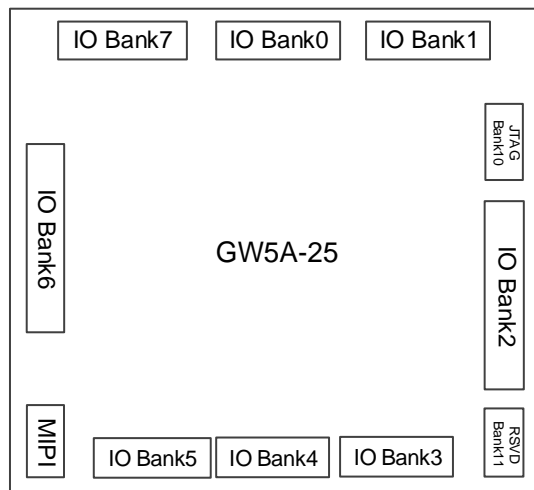 IO Bank7
IO Bank0
IO Bank1
JTAG
Bank10
IO Bank6
GW5A-25
IO Bank2
MIPI
IO Bank5
IO Bank4
IO Bank3
RSVD
Bank11